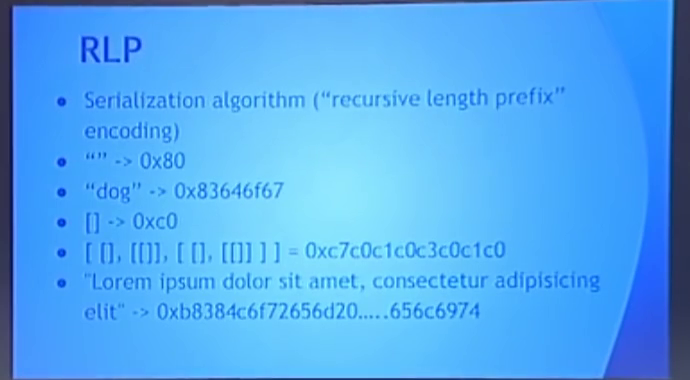 RLP
• Serialization algorithm ("recursive length prefix"
encoding)
• "" -> 0x80
• "dog" -> 0x83646f67
• [] -> 0xc0
• [ [], [[]], [ [], [[]] ] ] = 0xc7c0c1c0c3c0c1c0
• "Lorem ipsum dolor sit amet, consectetur adipisicing
elit" -> 0xb8384c6f72656d20.....656c6974